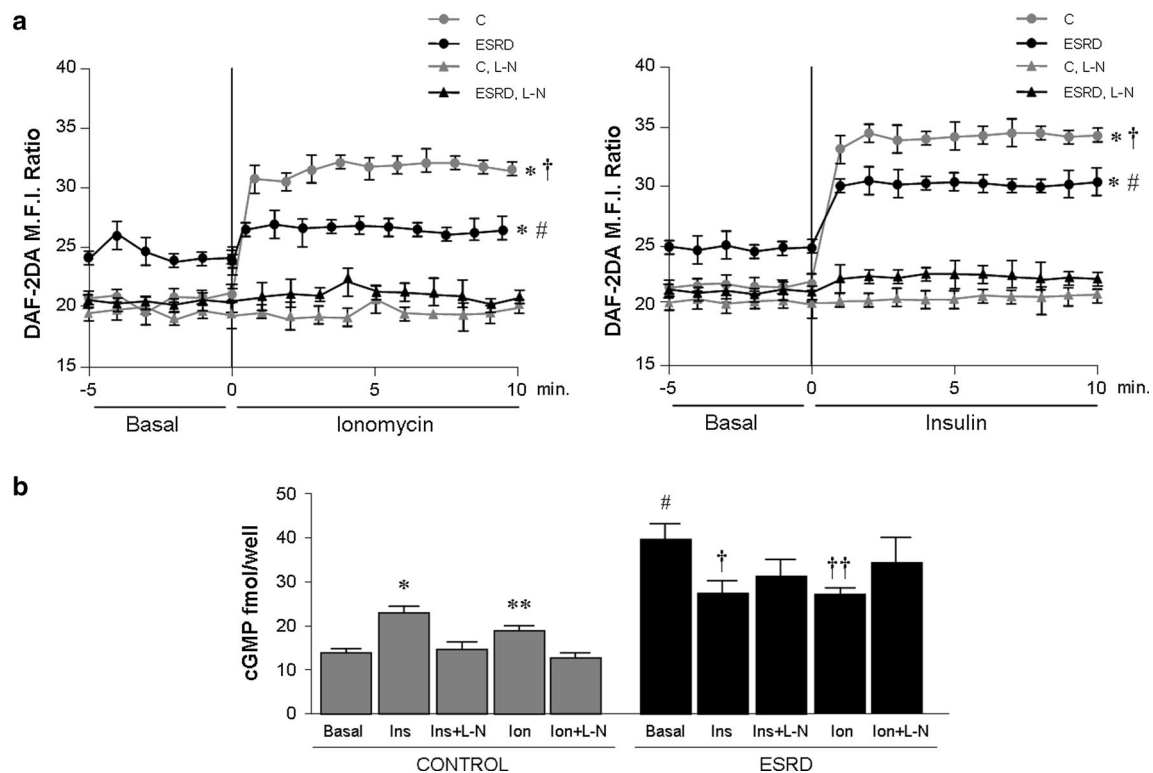 a
C
ESRD
C, L-N
ESRD, L-N
DAF-2DA M.F.I. Ratio
40
35
30
25
20
15
* †
* #
-5
0
5
10
min.
Basal
Ionomycin
C
ESRD
C, L-N
ESRD, L-N
DAF-2DA M.F.I. Ratio
40
35
30
25
20
15
* †
* #
-5
0
5
10
min.
Basal
Insulin
b
cGMP fmol/well
50
40
30
20
10
0
*
**
#
†
††
Basal Ins Ins+L-N Ion Ion+L-N
Basal Ins Ins+L-N Ion Ion+L-N
CONTROL
ESRD